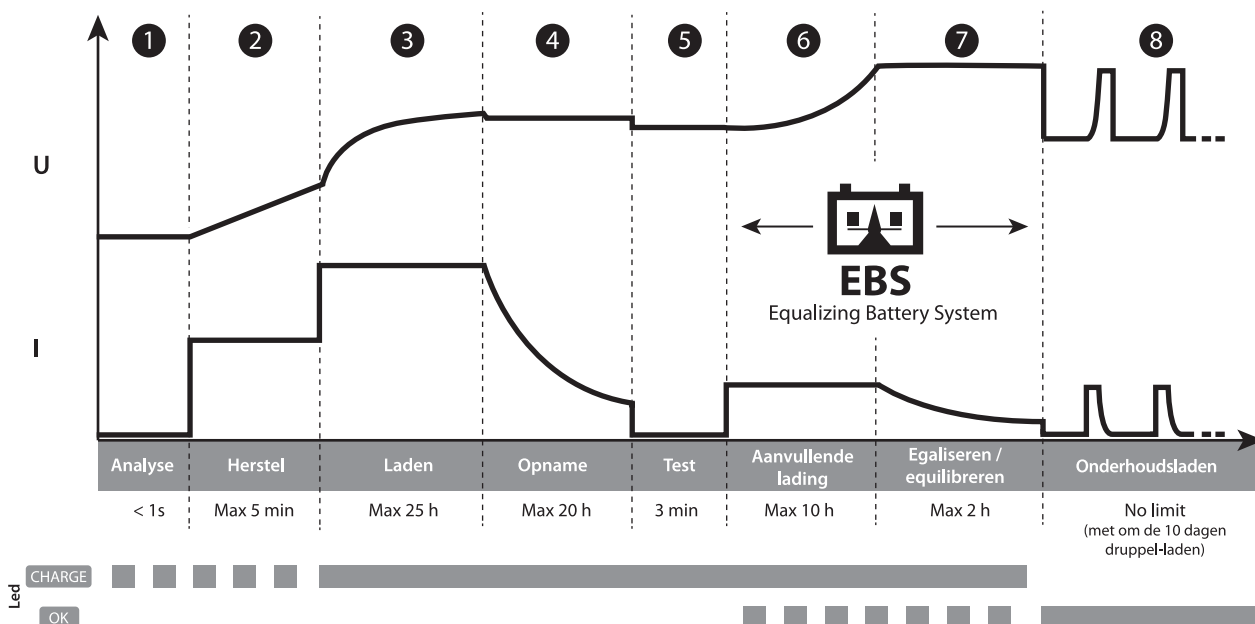 1 2 3 4 5 6 7 8
U
EBS
Equalizing Battery System
I
Analyse Herstel Laden Opname Test Aanvullende lading Egaliseren / equilibreren Onderhoudsladen
< 1s Max 5 min Max 25 h Max 20 h 3 min Max 10 h Max 2 h No limit
(met om de 10 dagen
druppel-laden)
Led
CHARGE
OK